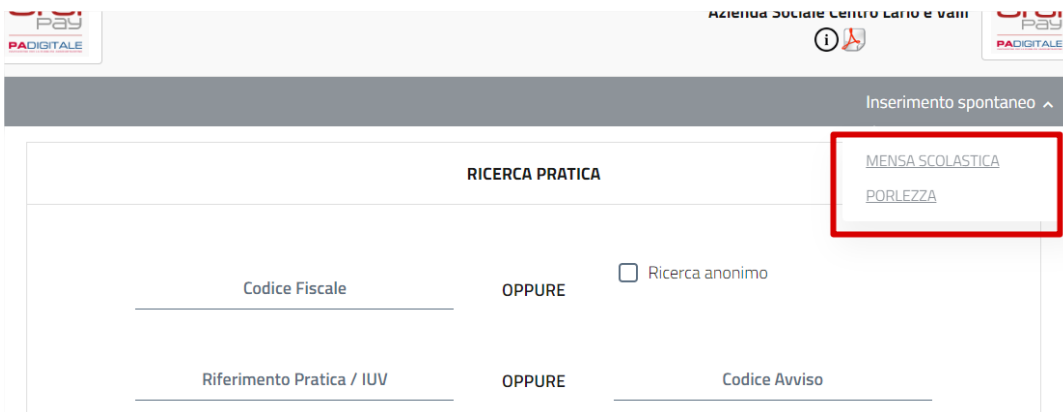 Pay
PADIGITALE
Azienda Sociale Centro Lario e Valli
Pay
PADIGITALE
Inserimento spontaneo
MENSA SCOLASTICA
PORLEZZA
RICERCA PRATICA
Codice Fiscale
OPPURE
Ricerca anonimo
Riferimento Pratica / IUV
OPPURE
Codice Avviso